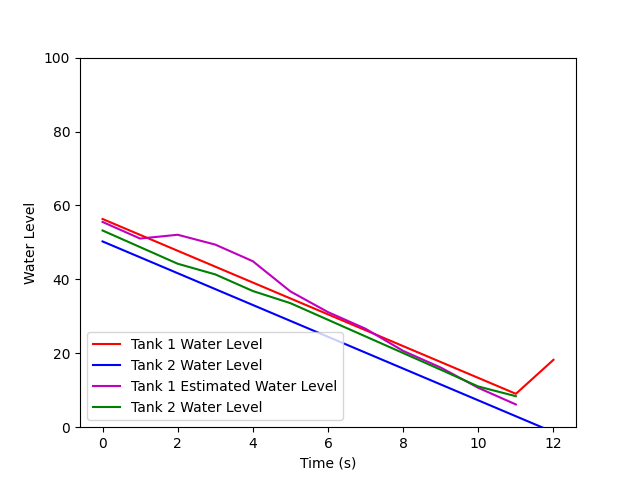 100
80
60
40
20
0
Water Level
Tank 1 Water Level
Tank 2 Water Level
Tank 1 Estimated Water Level
Tank 2 Water Level
0 2 4 6 8 10 12
Time (s)